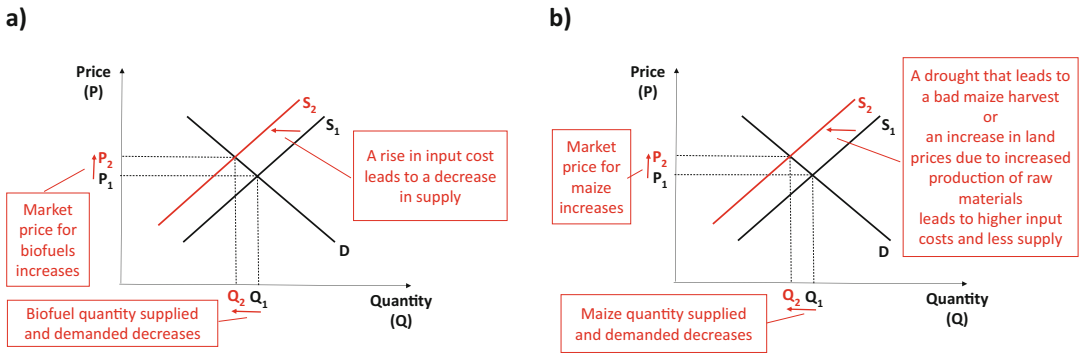 a)
Price
(P)
S2
S1
A rise in input cost
leads to a decrease
in supply
P2
P1
Market
price for
biofuels
increases
D
Q2 Q1
Quantity
(Q)
Biofuel quantity supplied
and demanded decreases
b)
Price
(P)
S2
S1
A drought that leads to
a bad maize harvest
or
an increase in land
prices due to increased
production of raw
materials
leads to higher input
costs and less supply
Market
price for
maize
increases
P2
P1
D
Q2 Q1
Quantity
(Q)
Maize quantity supplied
and demanded decreases